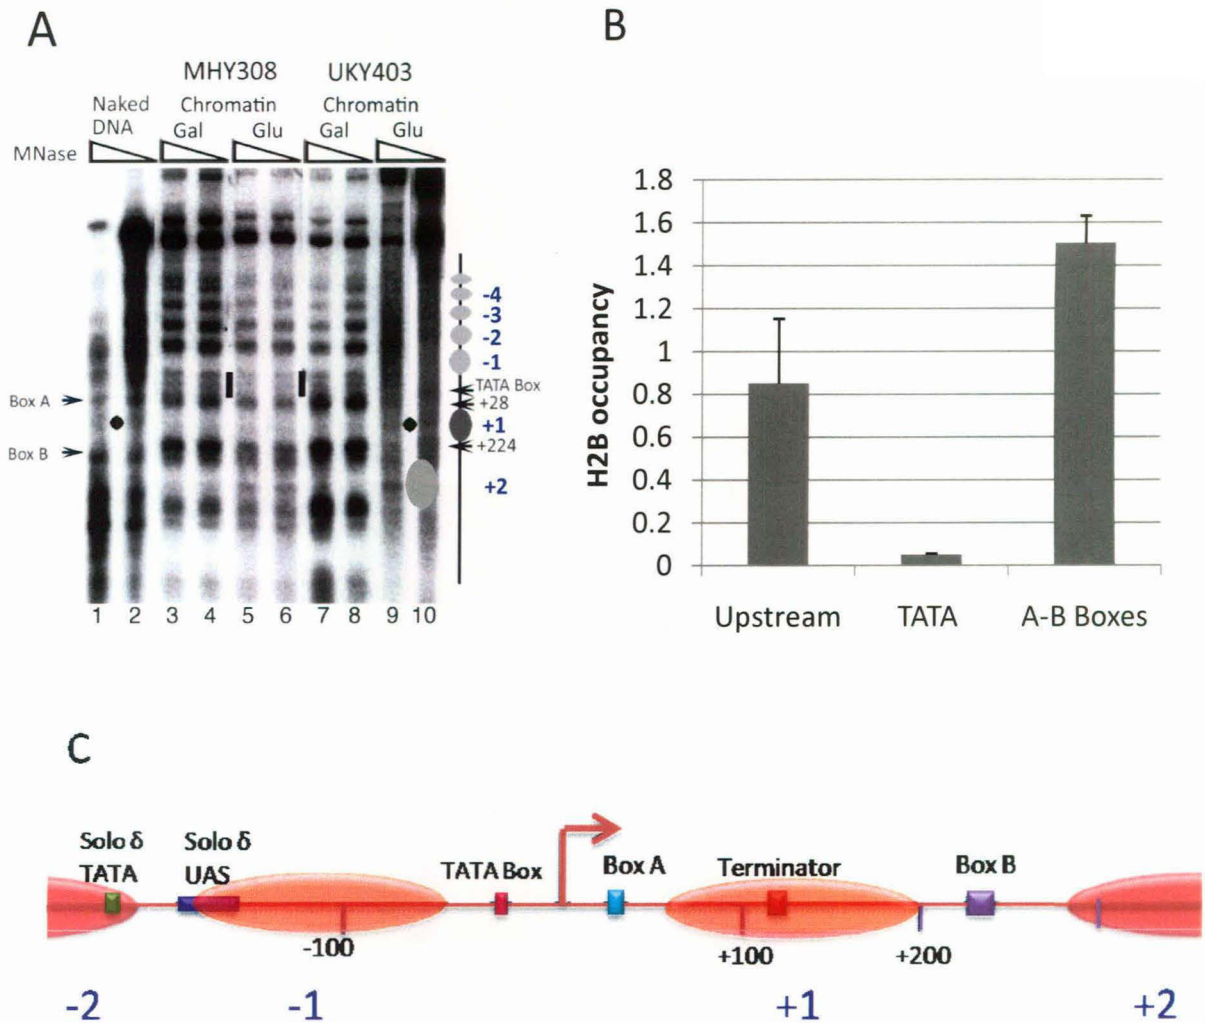 A
MHY308 UKY403
Naked DNA
Chromatin
Chromatin
Gal Glu Gal Glu
MNase
Box A
Box B
-4
-3
-2
-1
TATA Box
+28
+1
+224
+2
1 2 3 4 5 6 7 8 9 10
B
H2B occupancy
1.8
1.6
1.4
1.2
1
0.8
0.6
0.4
0.2
0
Upstream TATA A-B Boxes
C
Solo δ TATA
Solo δ UAS
TATA Box
Box A
Terminator
Box B
-100
+100
+200
-2 -1 +1 +2